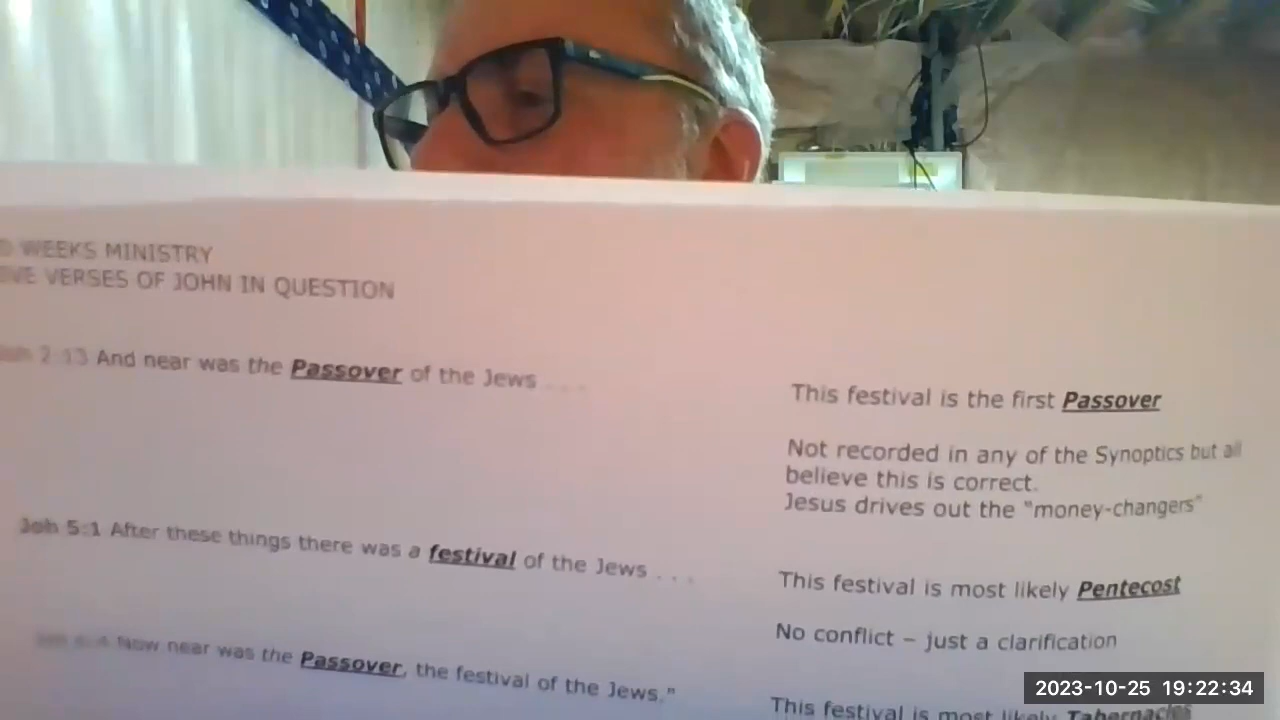 WEEKS MINISTRY
VERSES OF JOHN IN QUESTION
2:13 And near was the Passover of the Jews . . . .
This festival is the first Passover
Not recorded in any of the Synoptics but all
believe this is correct.
Jesus drives out the "money-changers"
Joh 5:1 After these things there was a festival of the Jews . . .
This festival is most likely Pentecost
No conflict – just a clarification
Now near was the Passover, the festival of the Jews."
This festival is most likely Tabernacles
2023-10-25 19:22:34